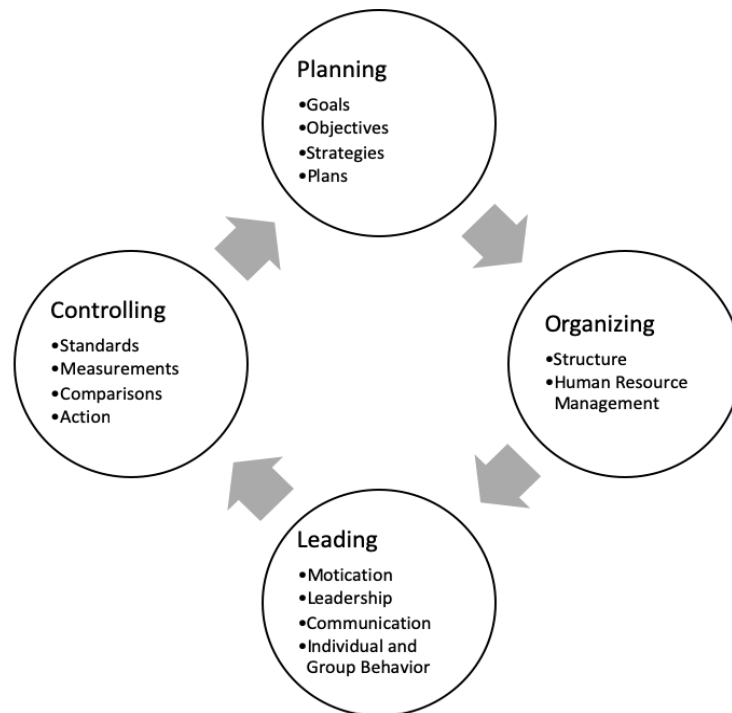 Planning
•Goals
•Objectives
•Strategies
•Plans
Organizing
•Structure
•Human Resource
Management
Leading
•Motication
•Leadership
•Communication
•Individual and
Group Behavior
Controlling
•Standards
•Measurements
•Comparisons
•Action